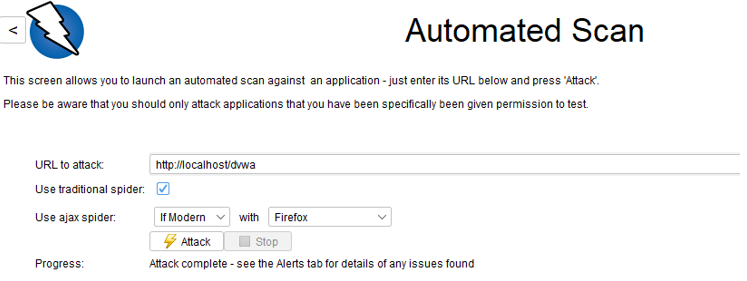 <
Automated Scan
This screen allows you to launch an automated scan against an application - just enter its URL below and press 'Attack'.
Please be aware that you should only attack applications that you have been specifically been given permission to test.
URL to attack: http://localhost/dvwa
Use traditional spider:
Use ajax spider: If Modern with Firefox
Attack Stop
Progress: Attack complete - see the Alerts tab for details of any issues found